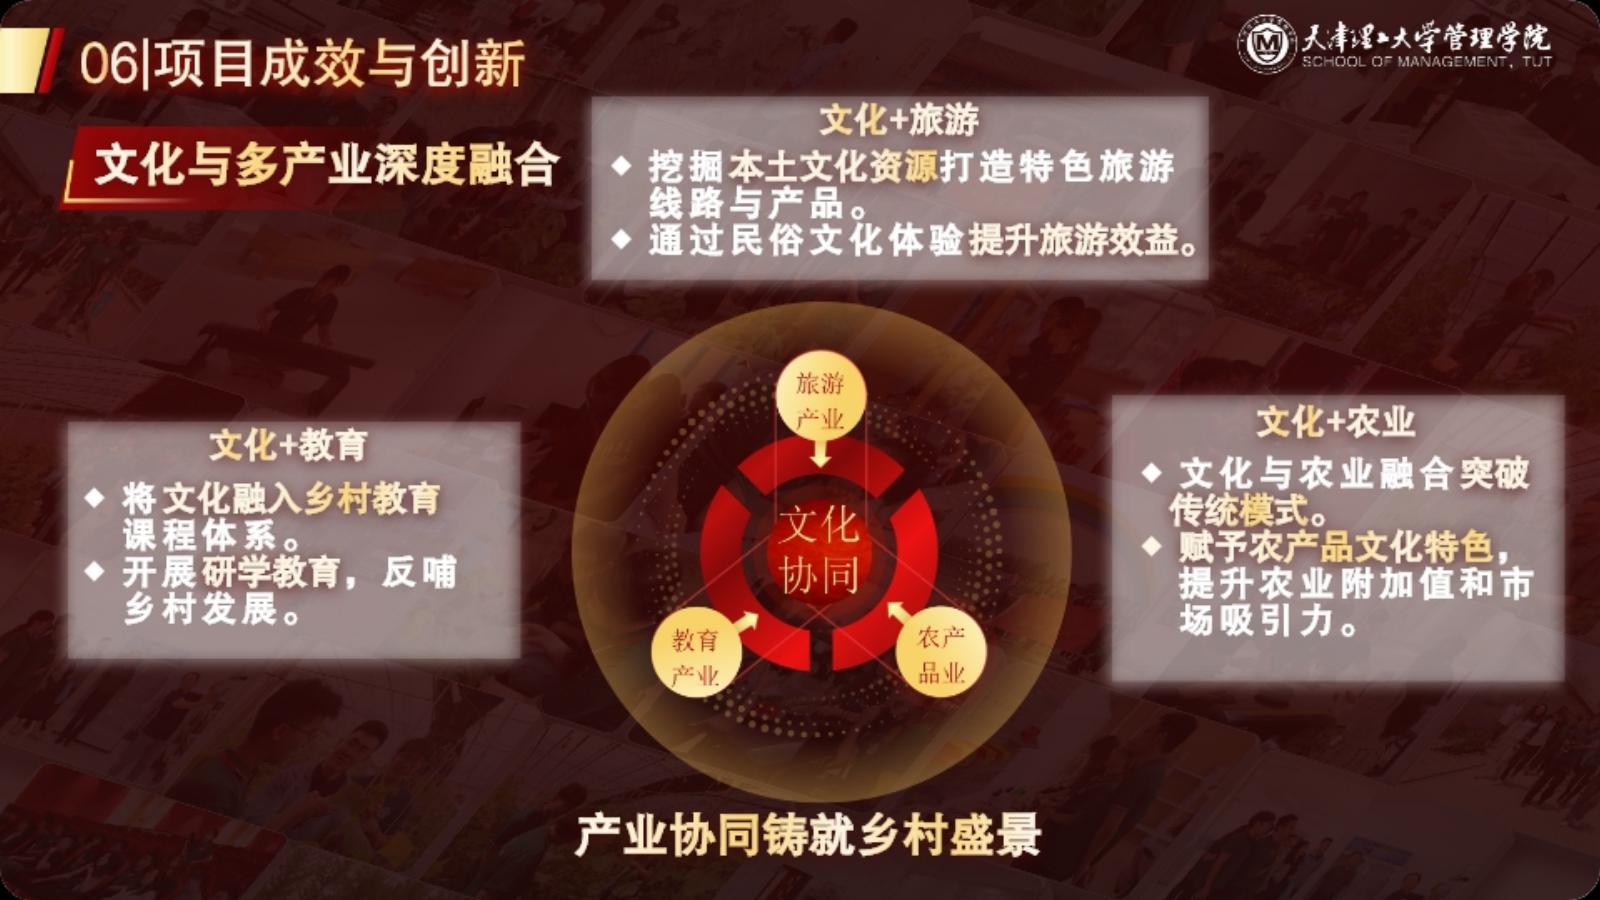 06|项目成效与创新
天津理工大学管理学院
SCHOOL OF MANAGEMENT, TUT
文化与多产业深度融合
文化+旅游
◆ 挖掘本土文化资源打造特色旅游
线路与产品。
◆ 通过民俗文化体验提升旅游效益。
文化+教育
◆ 将文化融入乡村教育
课程体系。
◆ 开展研学教育，反哺
乡村发展。
旅游
产业
文化
协同
教育
产业
农产
品业
文化+农业
◆ 文化与农业融合突破
传统模式。
◆ 赋予农产品文化特色，
提升农业附加值和市
场吸引力。
产业协同铸就乡村盛景